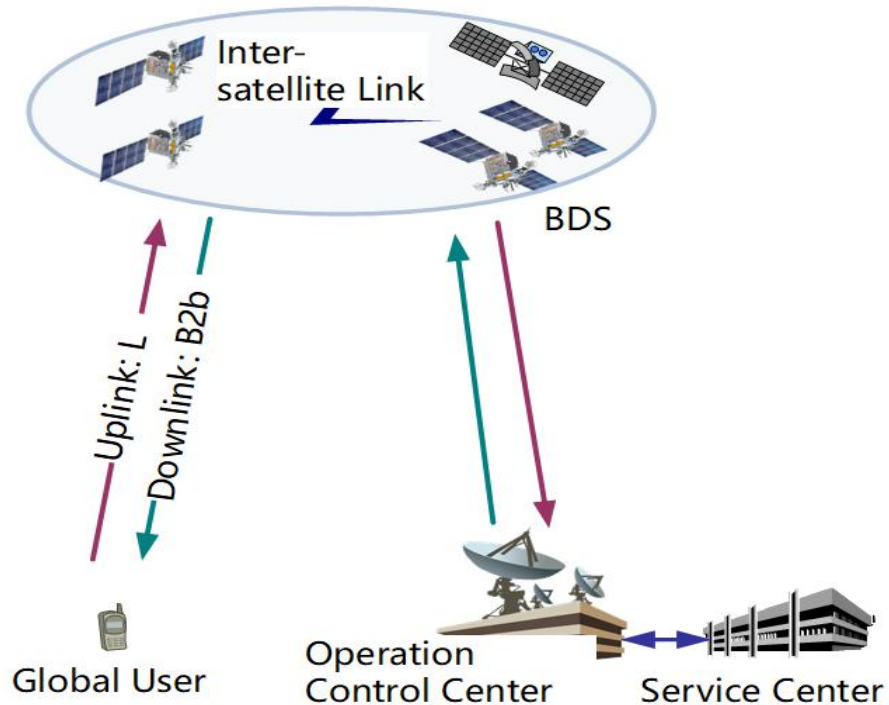 Inter-
satellite Link
BDS
Uplink: L
Downlink: B2b
Global User
Operation
Control Center
Service Center